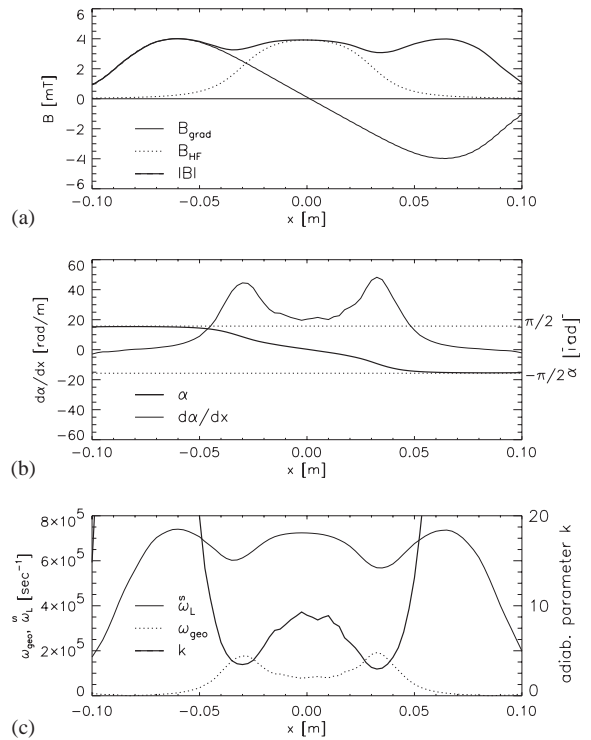 6
4
2
0
-2
-4
-6
B [mT]
B_grad
B_HF
|B|
-0.10 -0.05 0.00 0.05 0.10
x [m]
(a)
60
40
20
0
-20
-40
-60
dα/dx [rad/m]
π/2
-π/2
α
α
dα/dx
-0.10 -0.05 0.00 0.05 0.10
x [m]
(b)
8×10^5
6×10^5
4×10^5
2×10^5
0
ω_geo, ω_L^s [sec^-1]
20
15
10
5
0
adiab. parameter k
ω_L^s
ω_geo
k
-0.10 -0.05 0.00 0.05 0.10
x [m]
(c)